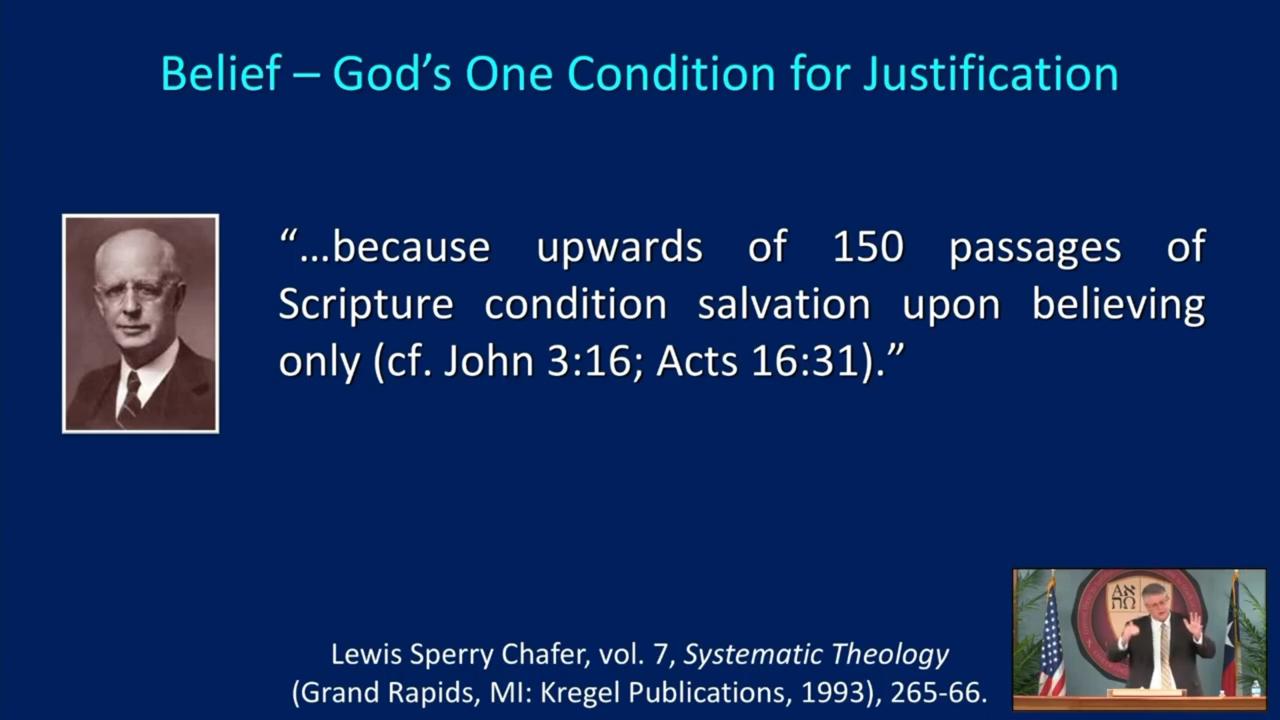 Belief – God’s One Condition for Justification
“…because upwards of 150 passages of
Scripture condition salvation upon believing
only (cf. John 3:16; Acts 16:31).”
Lewis Sperry Chafer, vol. 7, Systematic Theology
(Grand Rapids, MI: Kregel Publications, 1993), 265-66.
אא
ΠΩ